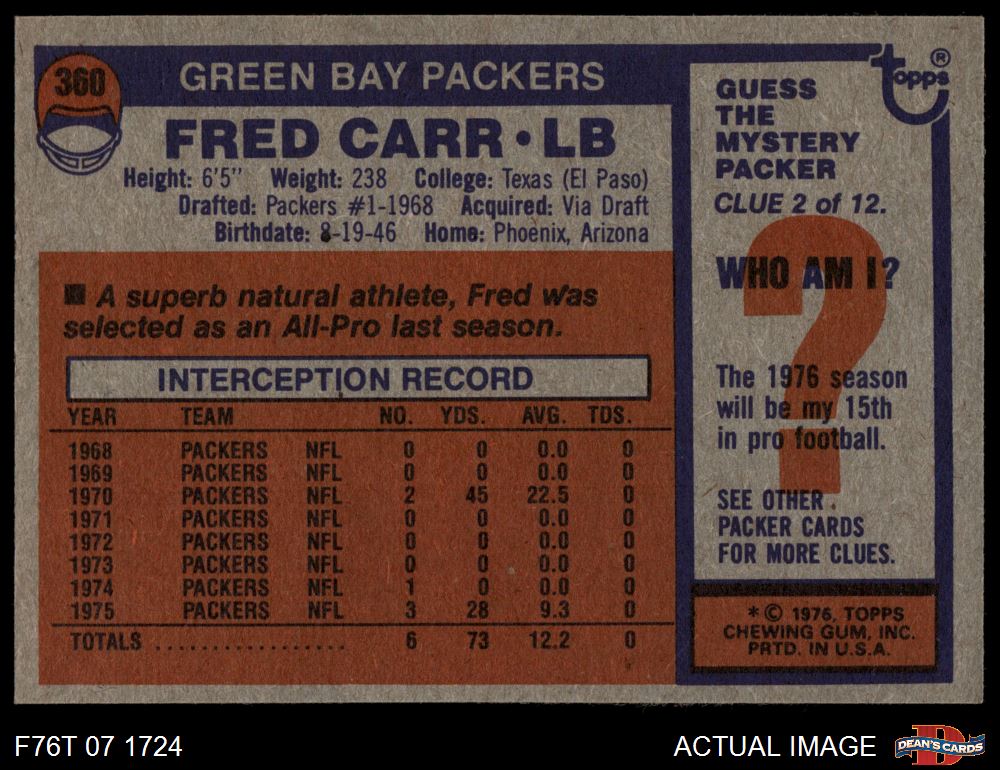 360
GREEN BAY PACKERS
FRED CARR • LB
Height: 6'5" Weight: 238 College: Texas (El Paso)
Drafted: Packers #1-1968 Acquired: Via Draft
Birthdate: 8-19-46 Home: Phoenix, Arizona
■ A superb natural athlete, Fred was
selected as an All-Pro last season.
INTERCEPTION RECORD
YEAR TEAM NO. YDS. AVG. TDS.
1968 PACKERS NFL 0 0 0.0 0
1969 PACKERS NFL 0 0 0.0 0
1970 PACKERS NFL 2 45 22.5 0
1971 PACKERS NFL 0 0 0.0 0
1972 PACKERS NFL 0 0 0.0 0
1973 PACKERS NFL 0 0 0.0 0
1974 PACKERS NFL 1 0 0.0 0
1975 PACKERS NFL 3 28 9.3 0
TOTALS ................. 6 73 12.2 0
Topps®
GUESS
THE
MYSTERY
PACKER
CLUE 2 of 12.
WHO AM I?
?
The 1976 season
will be my 15th
in pro football.
SEE OTHER
PACKER CARDS
FOR MORE CLUES.
* © 1976, TOPPS
CHEWING GUM, INC.
PRTD. IN U.S.A.
F76T 07 1724
ACTUAL IMAGE
D
DEAN'S CARDS